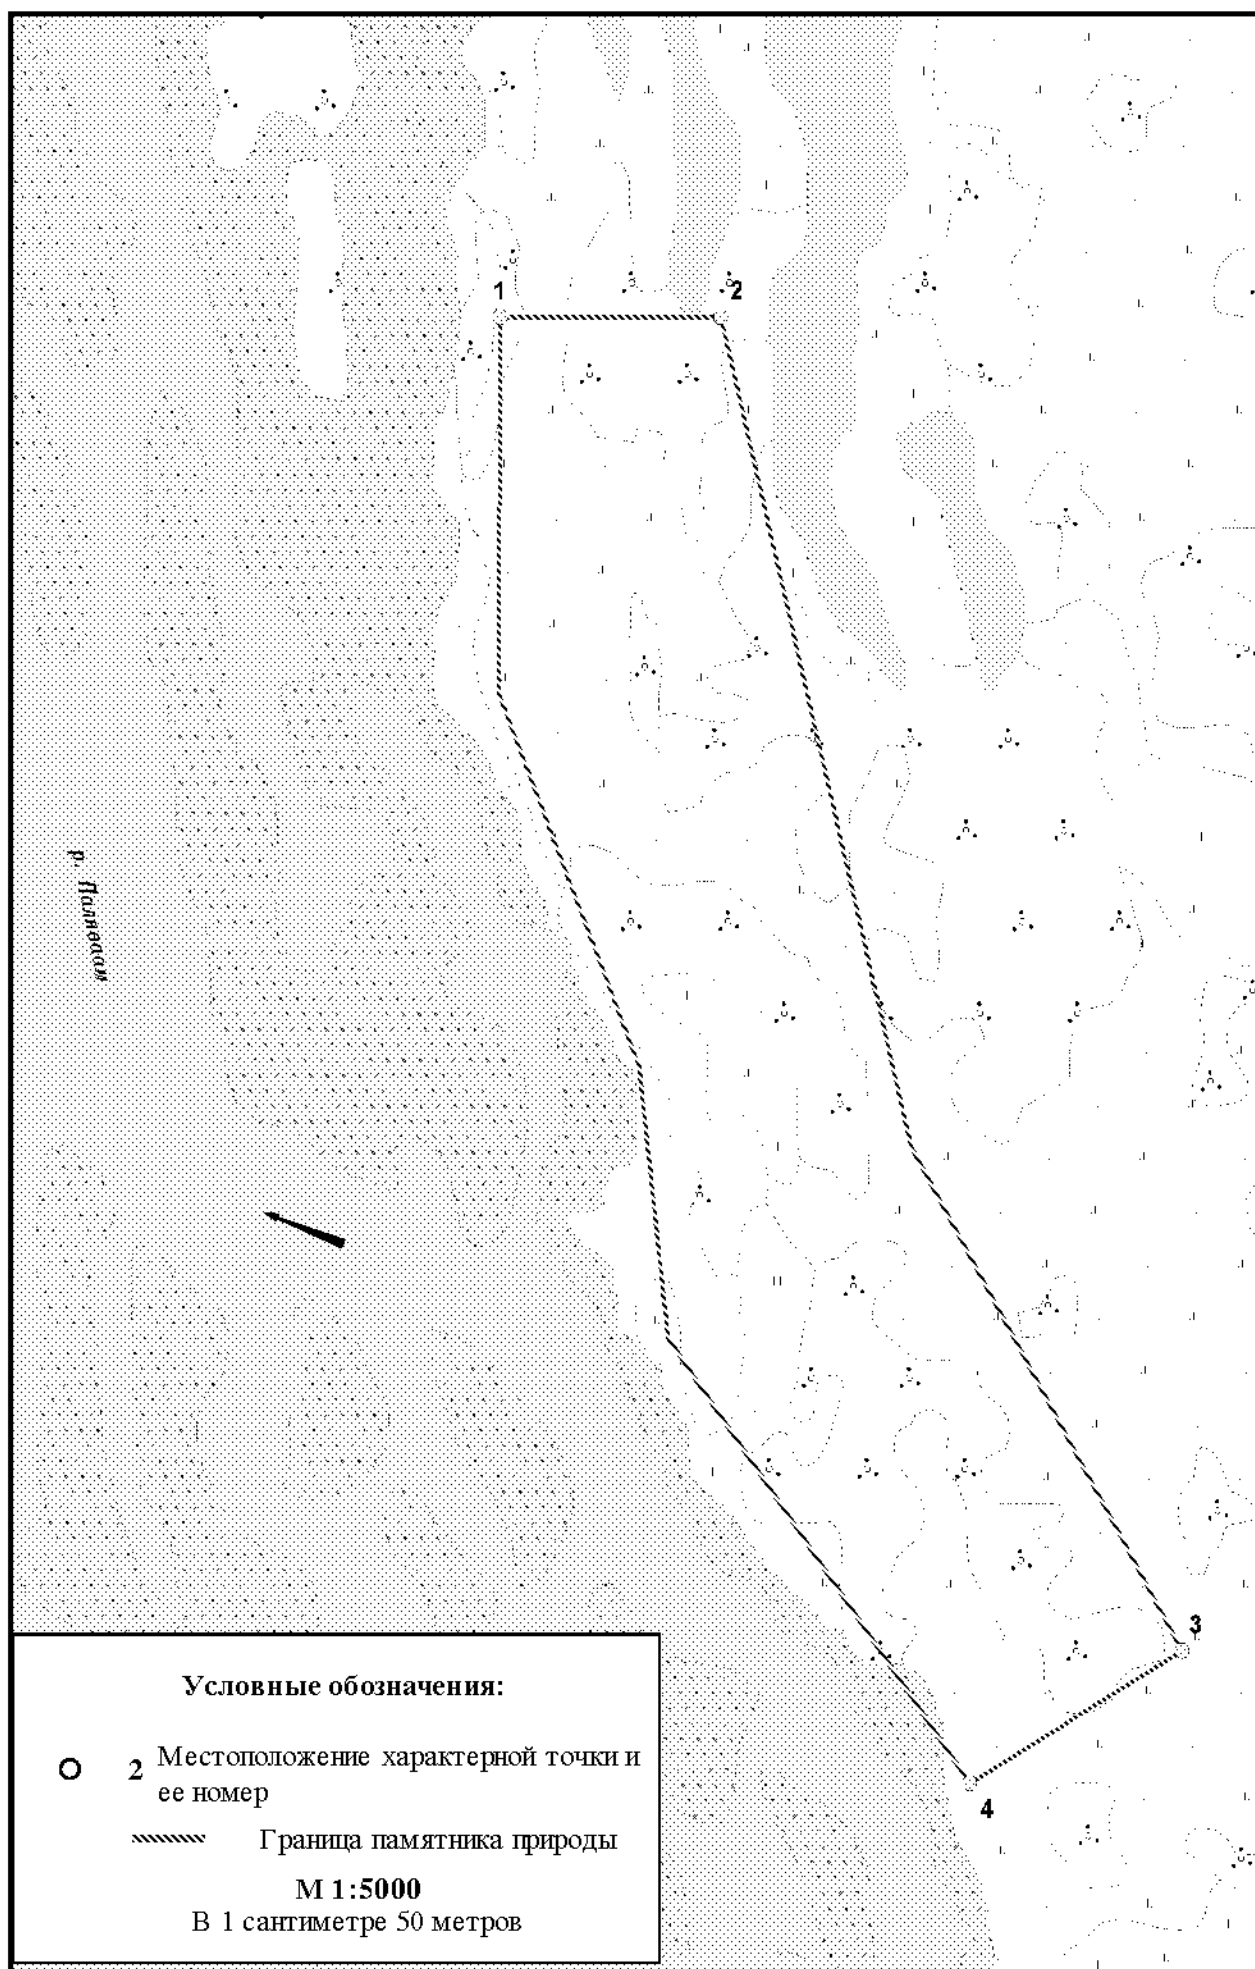 1
2
р. Паляваам
3
4
Условные обозначения:
2 Местоположение характерной точки и
ее номер
Граница памятника природы
М 1:5000
В 1 сантиметре 50 метров